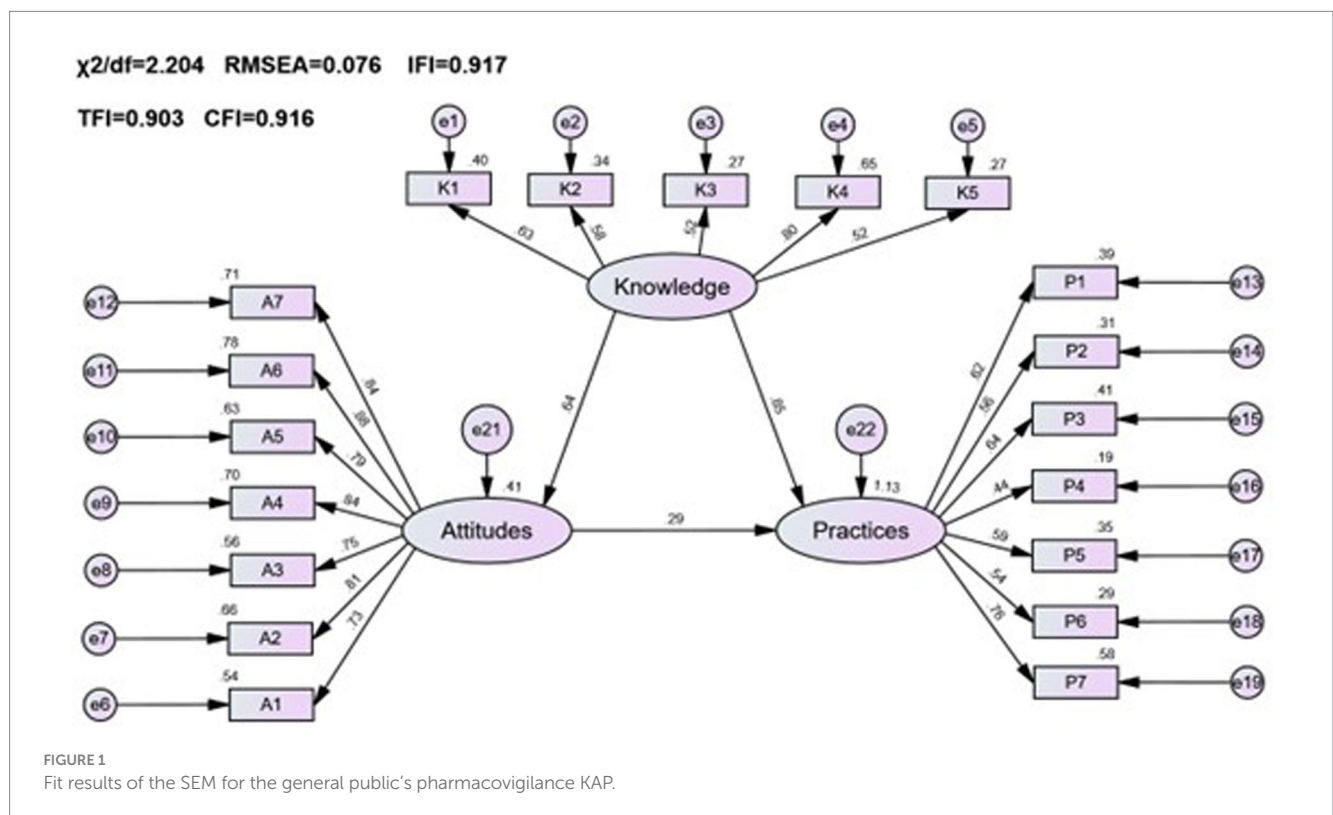 χ2/df=2.204 RMSEA=0.076 IFI=0.917
TFI=0.903 CFI=0.916
e1 e2 e3 e4 e5
.40 .34 .27 .65 .27
K1 K2 K3 K4 K5
.63 .58 .52 .80 .52
Knowledge
.71
e12 A7
.78
e11 A6
.63
e10 A5
.70
e9 A4
.56
e8 A3
.66
e7 A2
.54
e6 A1
.84
.88
.79
.84
.75
.81
.73
.64
e21
.41
Attitudes
.29
e22
1.13
Practices
.62
.56
.64
.44
.59
.54
.76
.39
P1 e13
.31
P2 e14
.41
P3 e15
.19
P4 e16
.35
P5 e17
.29
P6 e18
.58
P7 e19
FIGURE 1
Fit results of the SEM for the general public’s pharmacovigilance KAP.